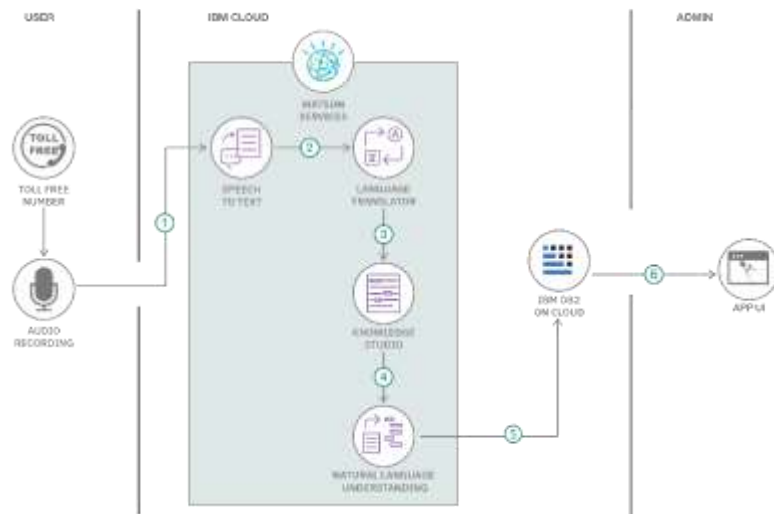 USER
IBM CLOUD
ADMIN
WATSON
SERVICES
TOLL
FREE
TOLL FREE
NUMBER
1
SPEECH
TO TEXT
2
A
LANGUAGE
TRANSLATOR
3
AUDIO
RECORDING
KNOWLEDGE
STUDIO
4
IBM DB2
ON CLOUD
6
APP UI
NATURAL LANGUAGE
UNDERSTANDING
5